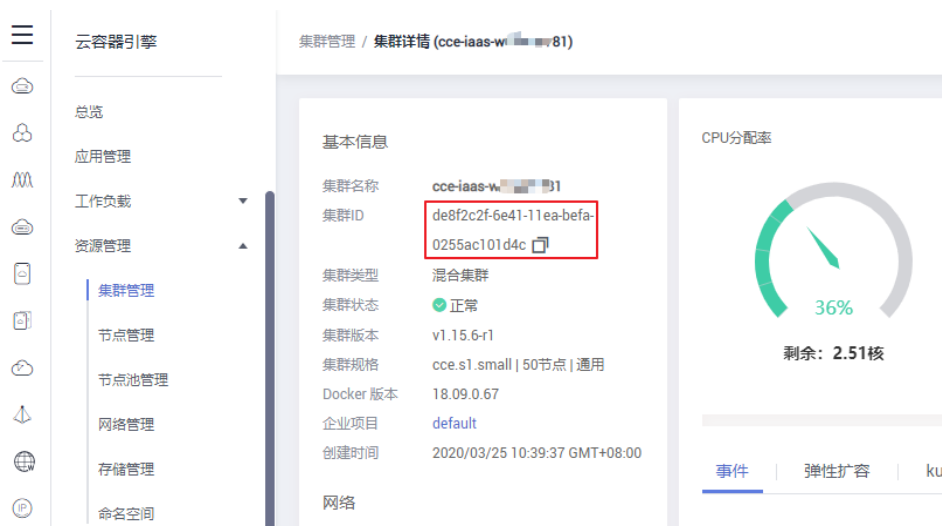 云容器引擎
总览
应用管理
工作负载
资源管理
集群管理
节点管理
节点池管理
网络管理
存储管理
命名空间
集群管理 / 集群详情 (cce-iaas-w 81)
基本信息
集群名称 cce-iaas-w 31
集群ID de8f2c2f-6e41-11ea-befa-
0255ac101d4c
集群类型 混合集群
集群状态 正常
集群版本 v1.15.6-r1
集群规格 cce.s1.small | 50节点 | 通用
Docker 版本 18.09.0.67
企业项目 default
创建时间 2020/03/25 10:39:37 GMT+08:00
网络
CPU分配率
36%
剩余：2.51核
事件 弹性扩容 ku
IP